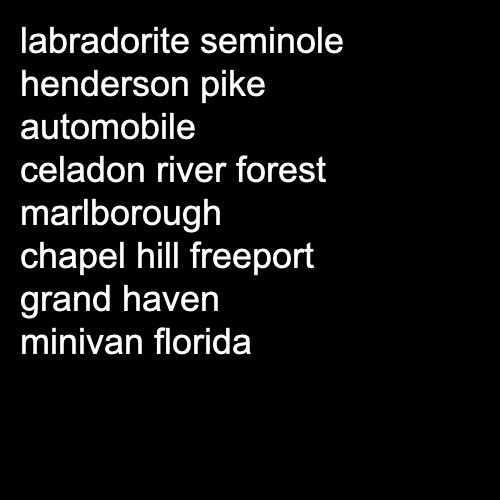 labradorite seminole
henderson pike
automobile
celadon river forest
marlborough
chapel hill freeport
grand haven
minivan florida